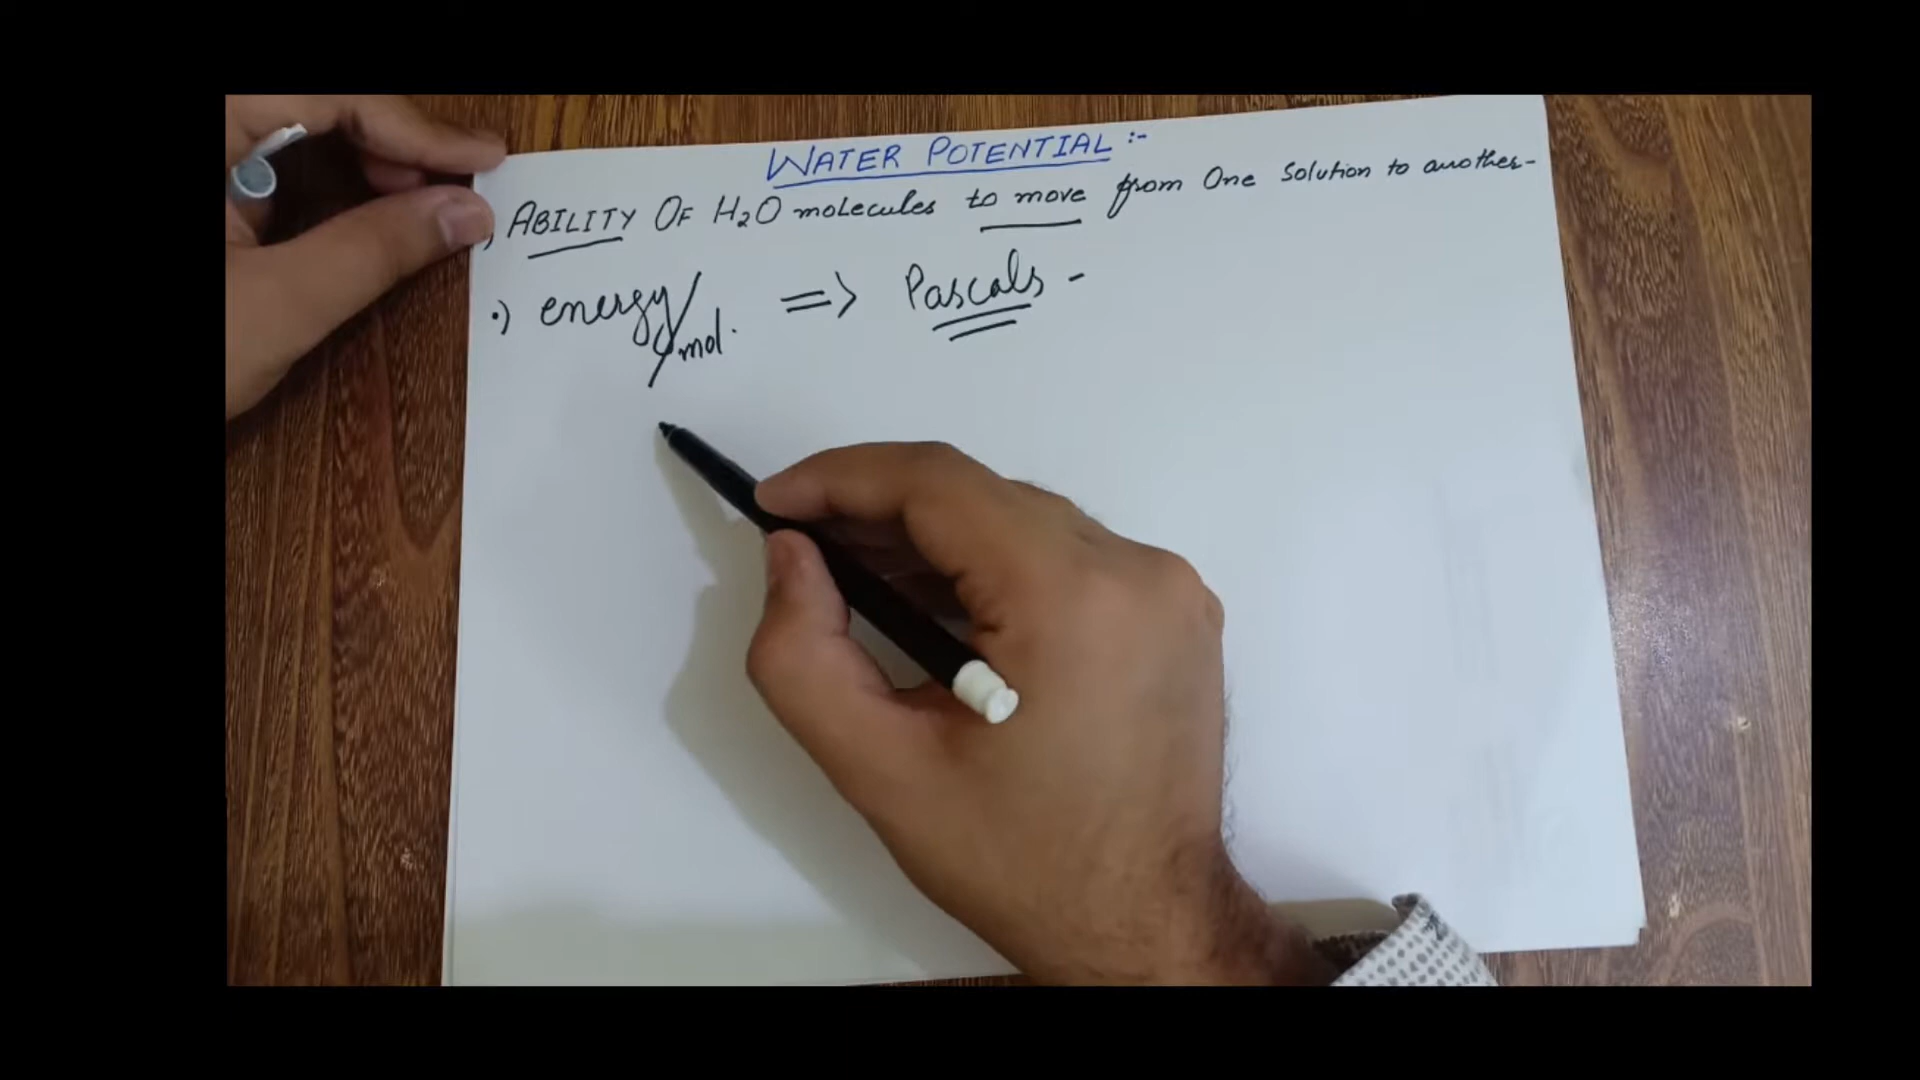 WATER POTENTIAL :-
) ABILITY OF H₂O molecules to move from One Solution to another-
•) energy/mol. => Pascals -